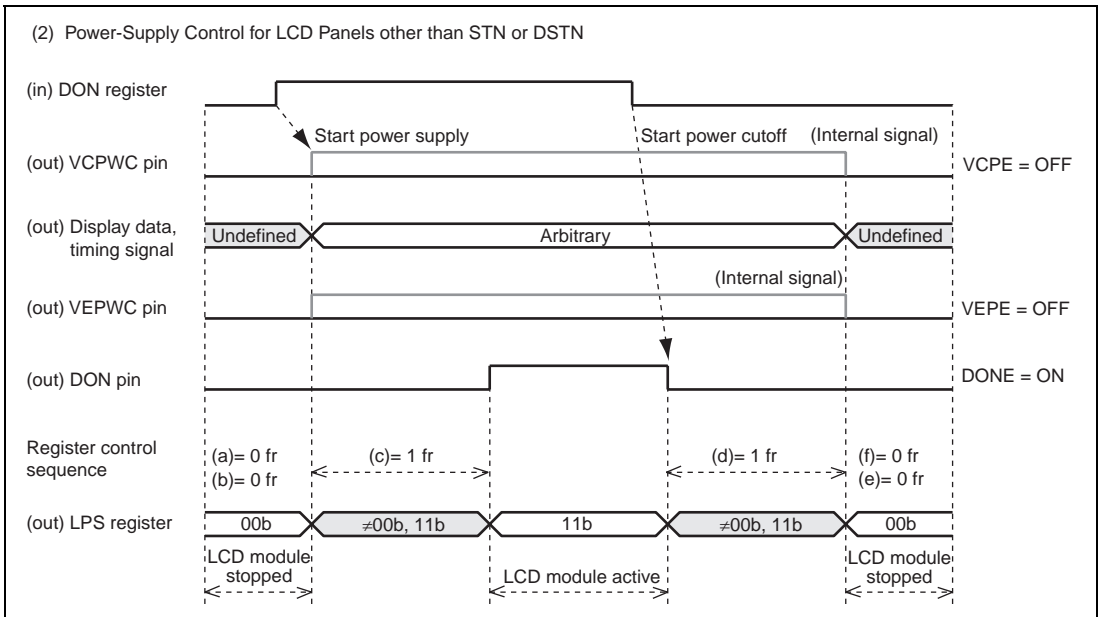 (2) Power-Supply Control for LCD Panels other than STN or DSTN
(in) DON register
Start power supply
Start power cutoff
(Internal signal)
(out) VCPWC pin
VCPE = OFF
(out) Display data,
timing signal
Undefined
Arbitrary
Undefined
(Internal signal)
(out) VEPWC pin
VEPE = OFF
(out) DON pin
DONE = ON
Register control
sequence
(a)= 0 fr
(b)= 0 fr
(c)= 1 fr
(d)= 1 fr
(f)= 0 fr
(e)= 0 fr
(out) LPS register
00b
≠00b, 11b
11b
≠00b, 11b
00b
LCD module
stopped
LCD module active
LCD module
stopped